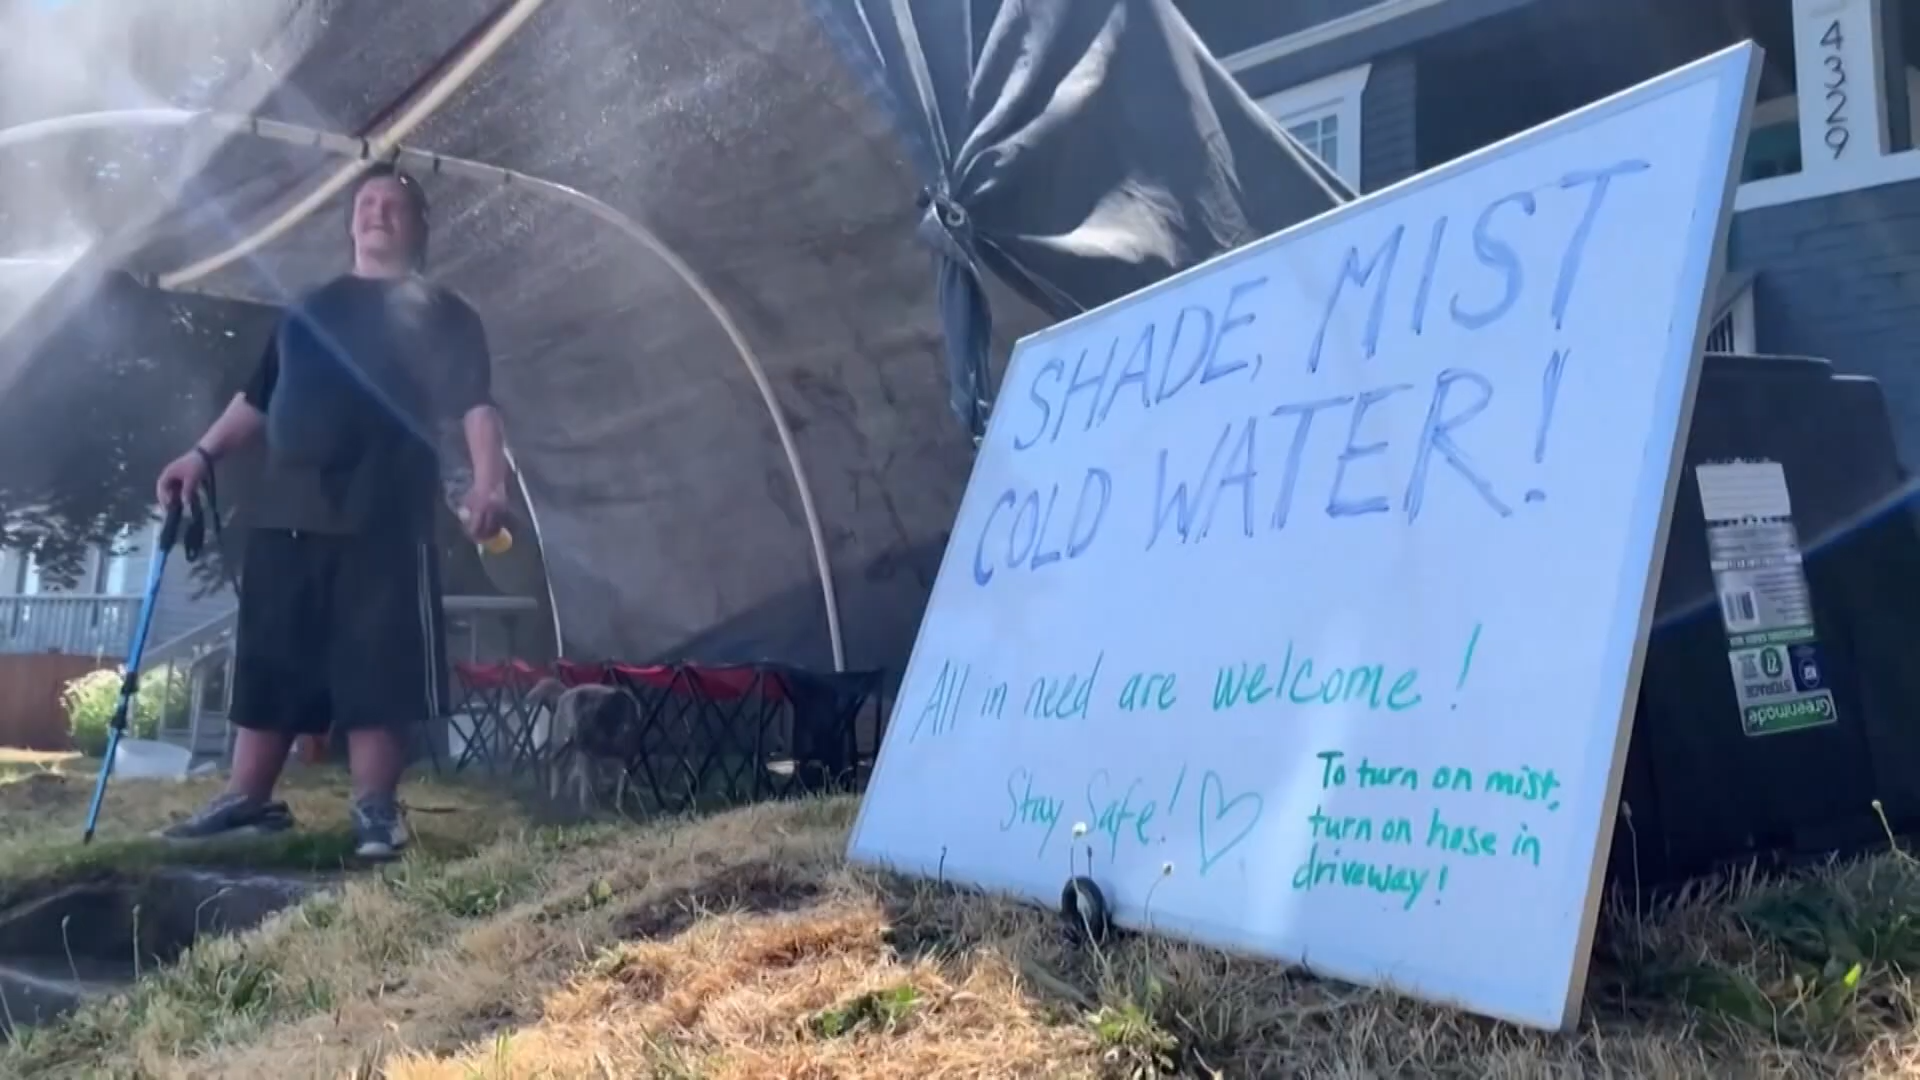 4329
SHADE, MIST
COLD WATER!
All in need are welcome!
Stay Safe! ♡
To turn on mist,
turn on hose in
driveway!
STORAGE
Greenmade